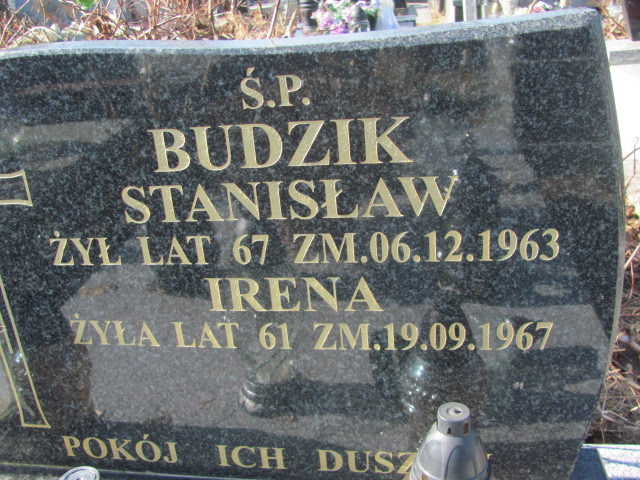 Ś.P.
BUDZIK
STANISŁAW
ŻYŁ LAT 67 ZM.06.12.1963
IRENA
ŻYŁA LAT 61 ZM.19.09.1967
POKÓJ ICH